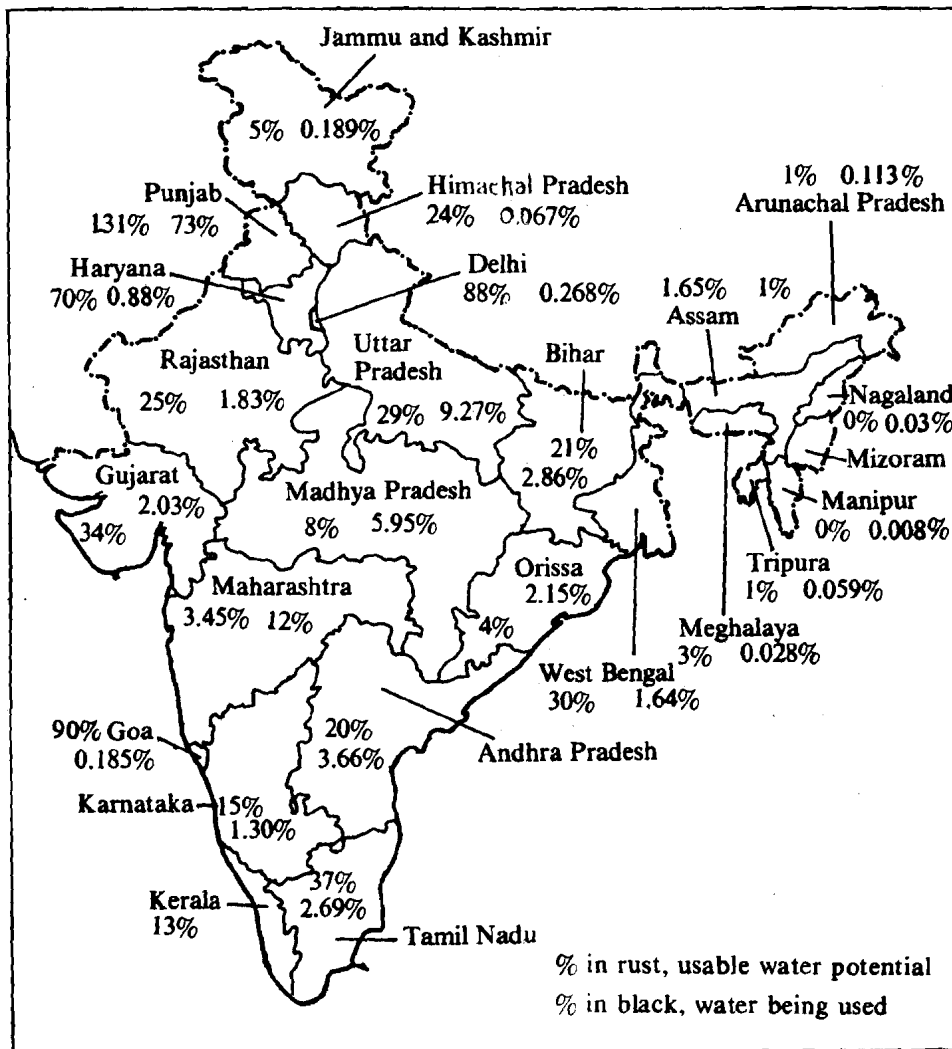 Jammu and Kashmir
5% 0.189%
1% 0.113%
Arunachal Pradesh
Punjab
131% 73%
Himachal Pradesh
24% 0.067%
Haryana
70% 0.88%
Delhi
88% 0.268%
1.65% 1%
Assam
Rajasthan
25% 1.83%
Uttar
Pradesh
29% 9.27%
Bihar
21%
2.86%
Nagaland
0% 0.03%
Mizoram
Manipur
0% 0.008%
Gujarat
2.03%
34%
Madhya Pradesh
8% 5.95%
Tripura
1% 0.059%
Maharashtra
3.45% 12%
Orissa
2.15%
4%
Meghalaya
3% 0.028%
West Bengal
30% 1.64%
90% Goa
0.185%
20%
3.66%
Andhra Pradesh
Karnataka
15%
1.30%
Kerala
13%
37%
2.69%
Tamil Nadu
% in rust, usable water potential
% in black, water being used